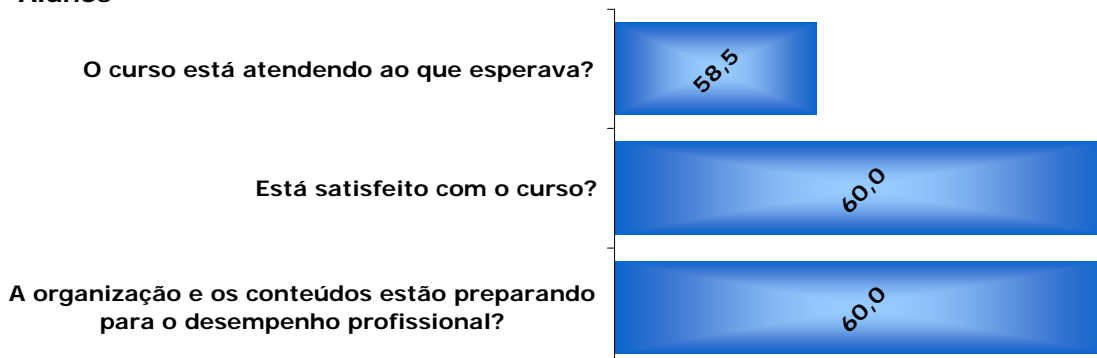 O curso está atendendo ao que esperava?
58,5
Está satisfeito com o curso?
60,0
A organização e os conteúdos estão preparando
para o desempenho profissional?
60,0